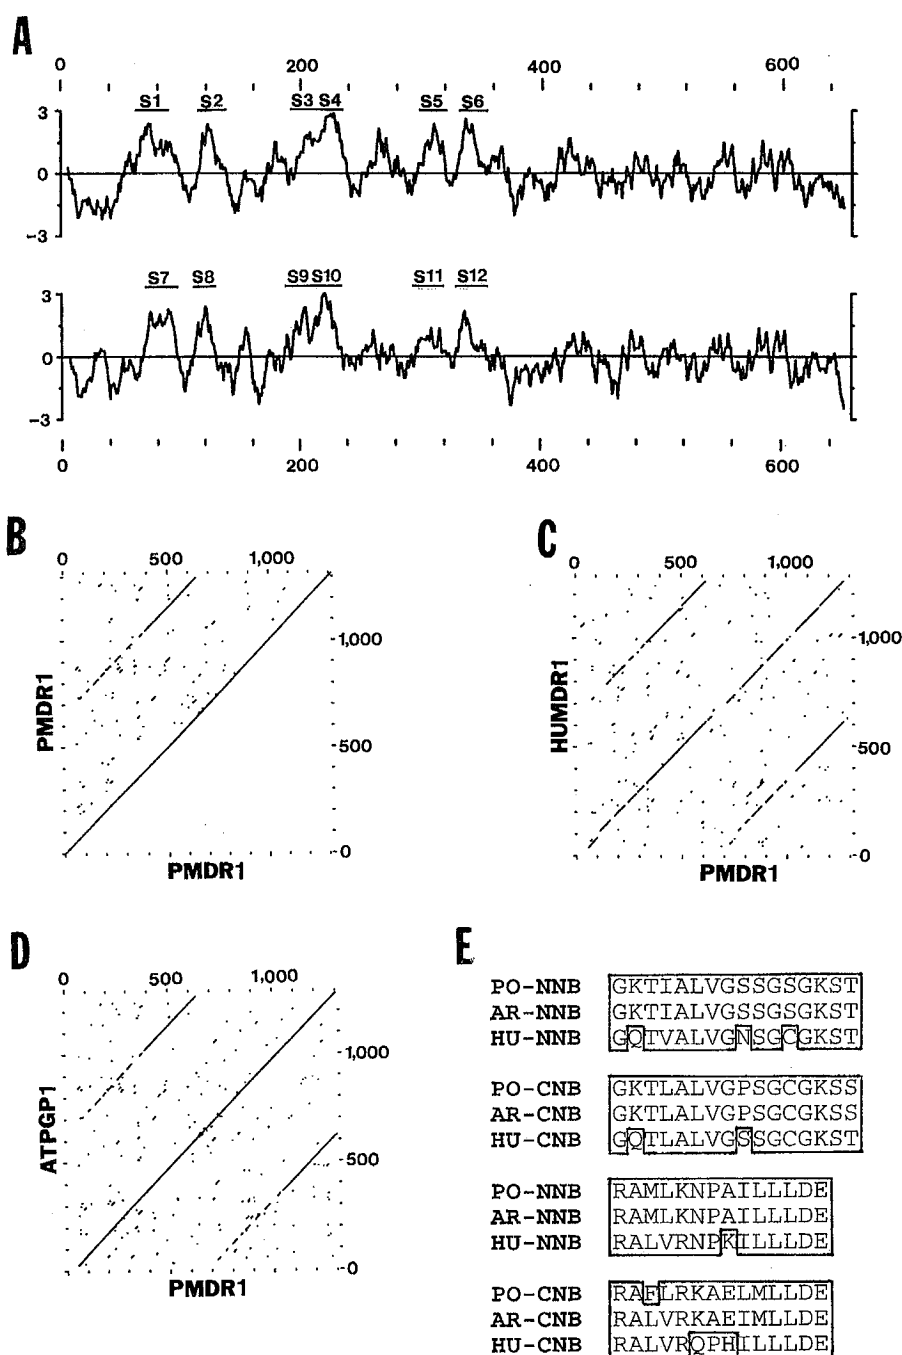 A
0 200 400 600
S1 S2 S3 S4 S5 S6
3
0
-3
S7 S8 S9 S10 S11 S12
3
0
-3
0 200 400 600
B
0 500 1,000
PMDR1
-1,000
-500
-0
PMDR1
C
0 500 1,000
HUMDR1
-1,000
-500
-0
PMDR1
D
0 500 1,000
ATPGP1
-1,000
-500
-0
PMDR1
E
PO-NNB GKTIALVGSSGSGKST
AR-NNB GKTIALVGSSGSGKST
HU-NNB GQTVALVGNSGCGKST
PO-CNB GKTLALVGPSGCGKSS
AR-CNB GKTLALVGPSGCGKSS
HU-CNB GQTLALVGSSGCGKST
PO-NNB RAMLKNPAILLLDE
AR-NNB RAMLKNPAILLLDE
HU-NNB RALVRNPKILLLDE
PO-CNB RAFLRKAELMLLDE
AR-CNB RALVRKAEIMLLDE
HU-CNB RALVRQPHILLLDE